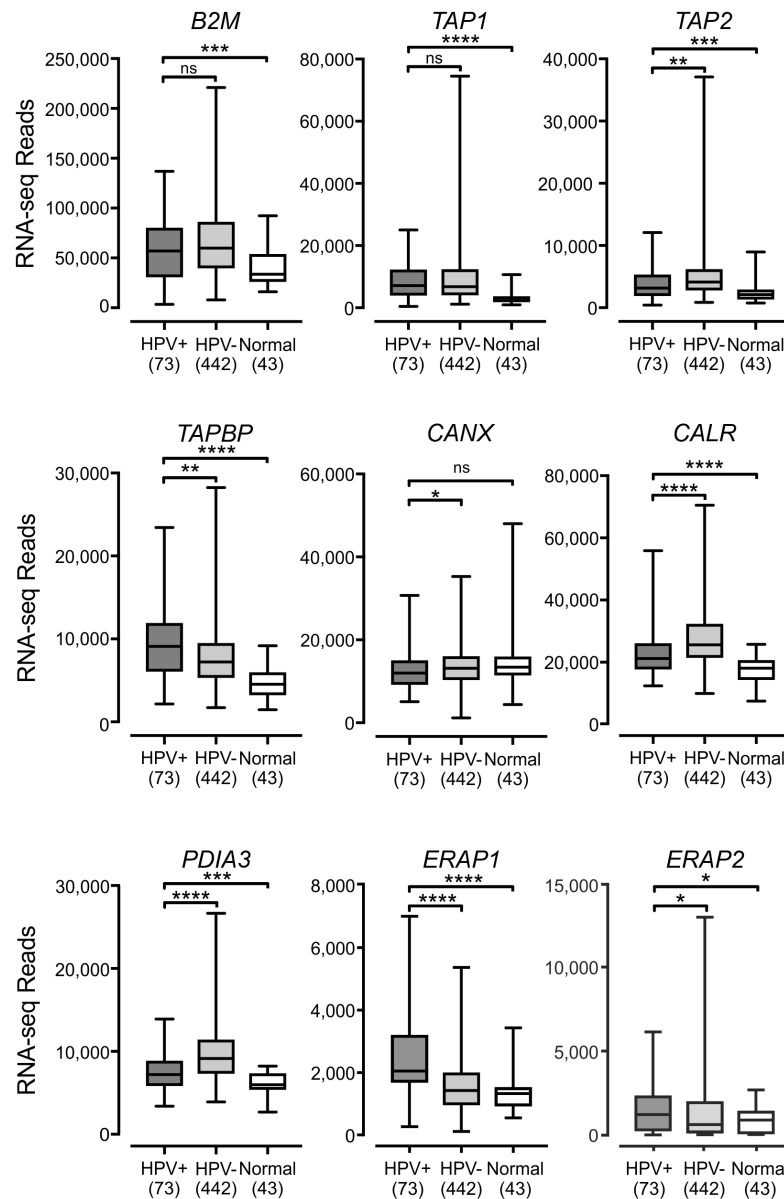 B2M TAP1 TAP2
*** **** ***
ns ns **
RNA-seq Reads
250,000 200,000 150,000 100,000 50,000 0
80,000 60,000 40,000 20,000 0
40,000 30,000 20,000 10,000 0
HPV+ HPV- Normal HPV+ HPV- Normal HPV+ HPV- Normal
(73) (442) (43) (73) (442) (43) (73) (442) (43)
TAPBP CANX CALR
**** ns ****
** * ****
RNA-seq Reads
30,000 20,000 10,000 0
60,000 40,000 20,000 0
80,000 60,000 40,000 20,000 0
HPV+ HPV- Normal HPV+ HPV- Normal HPV+ HPV- Normal
(73) (442) (43) (73) (442) (43) (73) (442) (43)
PDIA3 ERAP1 ERAP2
*** **** *
**** **** *
RNA-seq Reads
30,000 20,000 10,000 0
8,000 6,000 4,000 2,000 0
15,000 10,000 5,000 0
HPV+ HPV- Normal HPV+ HPV- Normal HPV+ HPV- Normal
(73) (442) (43) (73) (442) (43) (73) (442) (43)